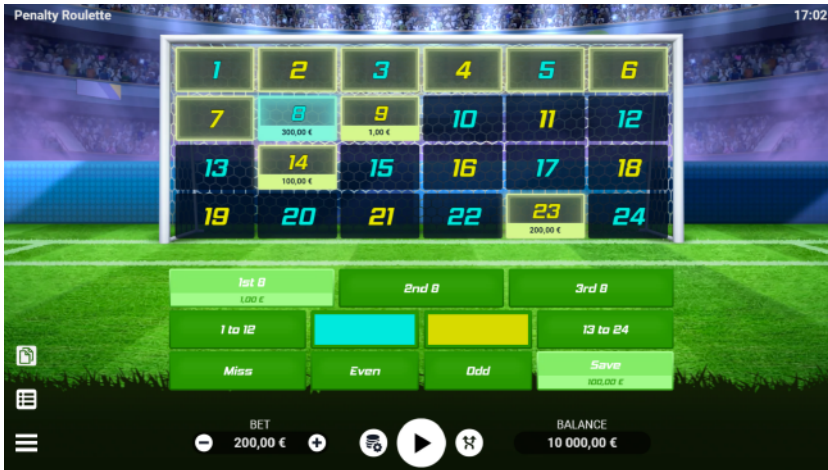 Penalty Roulette 17:02
1 2 3 4 5 6
7 8 9 10 11 12
300,00 € 1,00 €
13 14 15 16 17 18
100,00 €
19 20 21 22 23 24
200,00 €
1st 8 2nd 8 3rd 8
1,00 €
1 to 12 13 to 24
Miss Even Odd Save
100,00 €
BET BALANCE
200,00 € 10 000,00 €